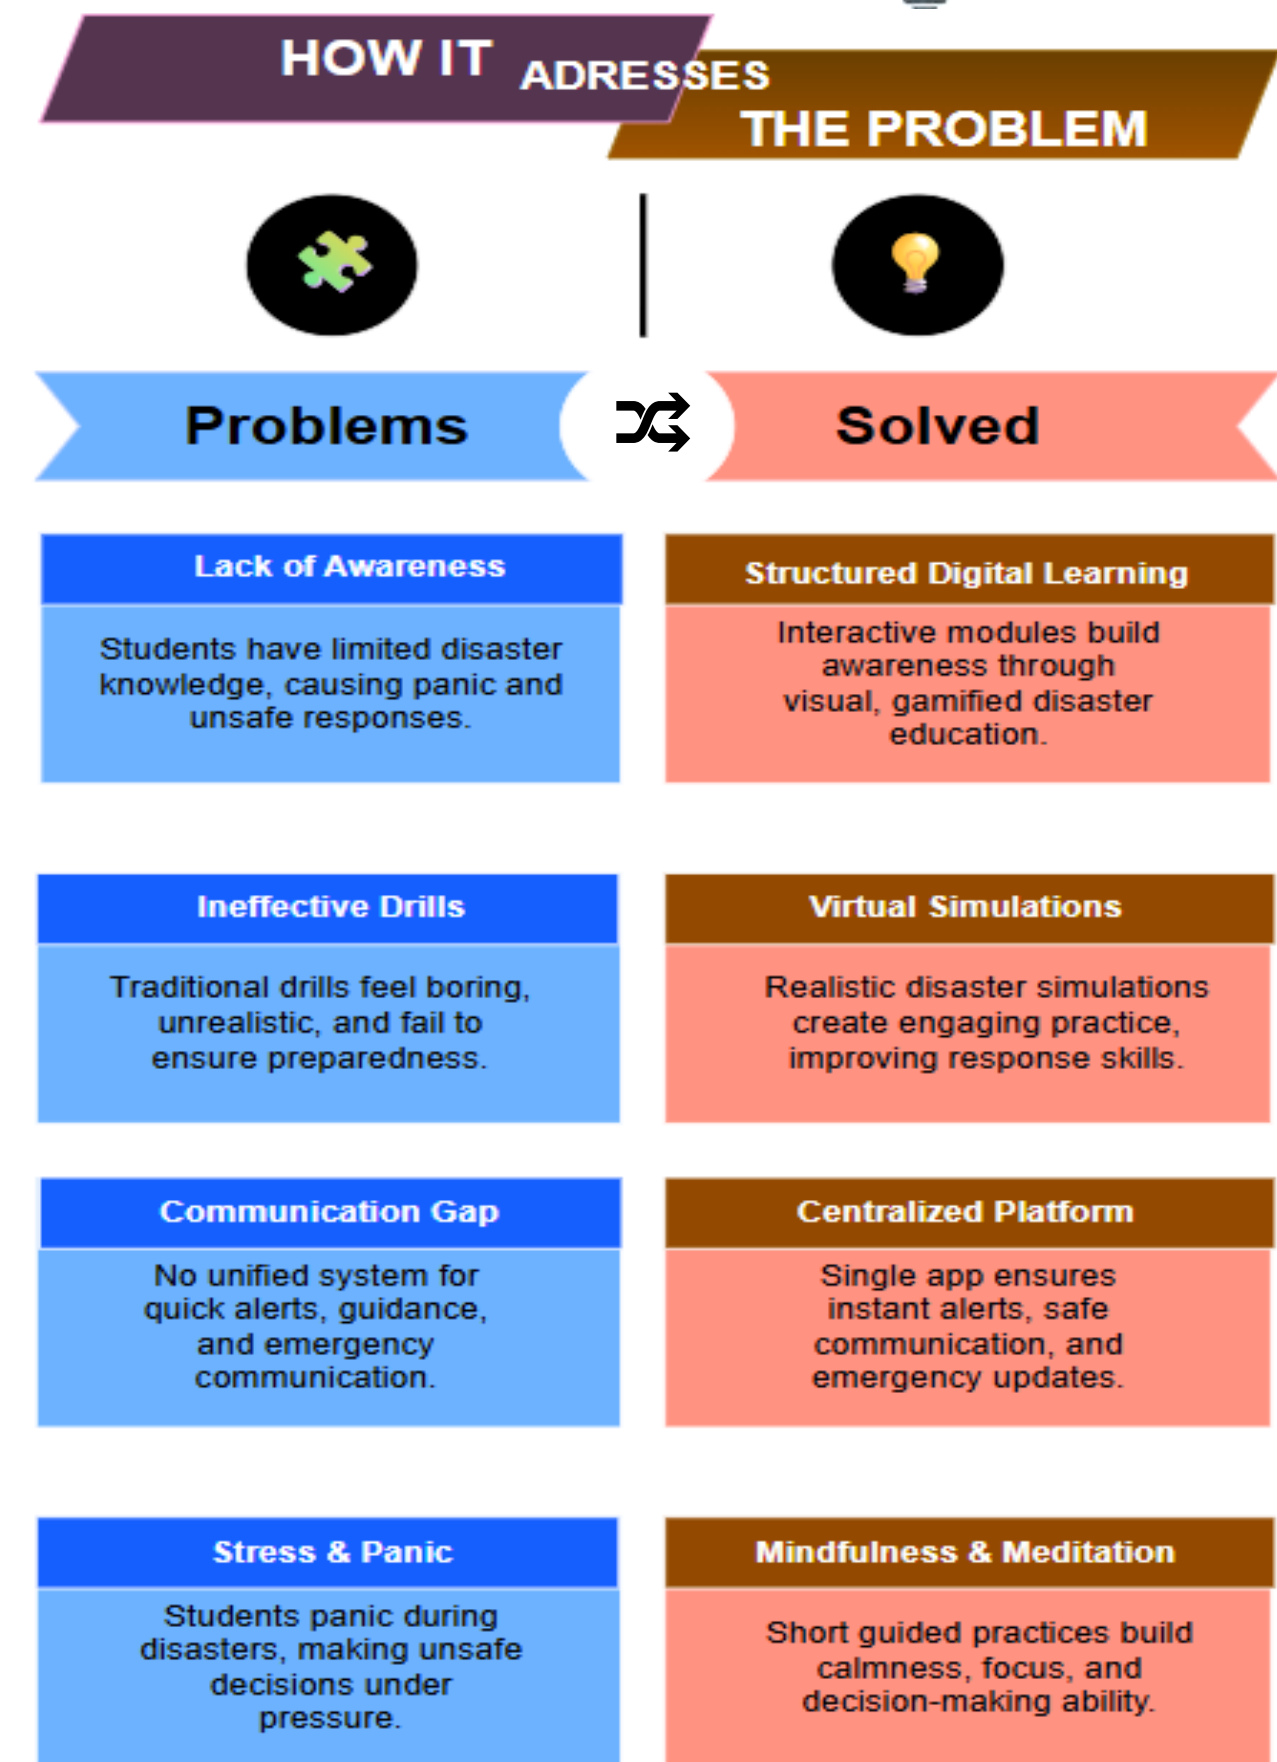 HOW IT ADRESSES
THE PROBLEM
Problems
Solved
Lack of Awareness
Students have limited disaster
knowledge, causing panic and
unsafe responses.
Structured Digital Learning
Interactive modules build
awareness through
visual, gamified disaster
education.
Ineffective Drills
Traditional drills feel boring,
unrealistic, and fail to
ensure preparedness.
Virtual Simulations
Realistic disaster simulations
create engaging practice,
improving response skills.
Communication Gap
No unified system for
quick alerts, guidance,
and emergency
communication.
Centralized Platform
Single app ensures
instant alerts, safe
communication, and
emergency updates.
Stress & Panic
Students panic during
disasters, making unsafe
decisions under
pressure.
Mindfulness & Meditation
Short guided practices build
calmness, focus, and
decision-making ability.